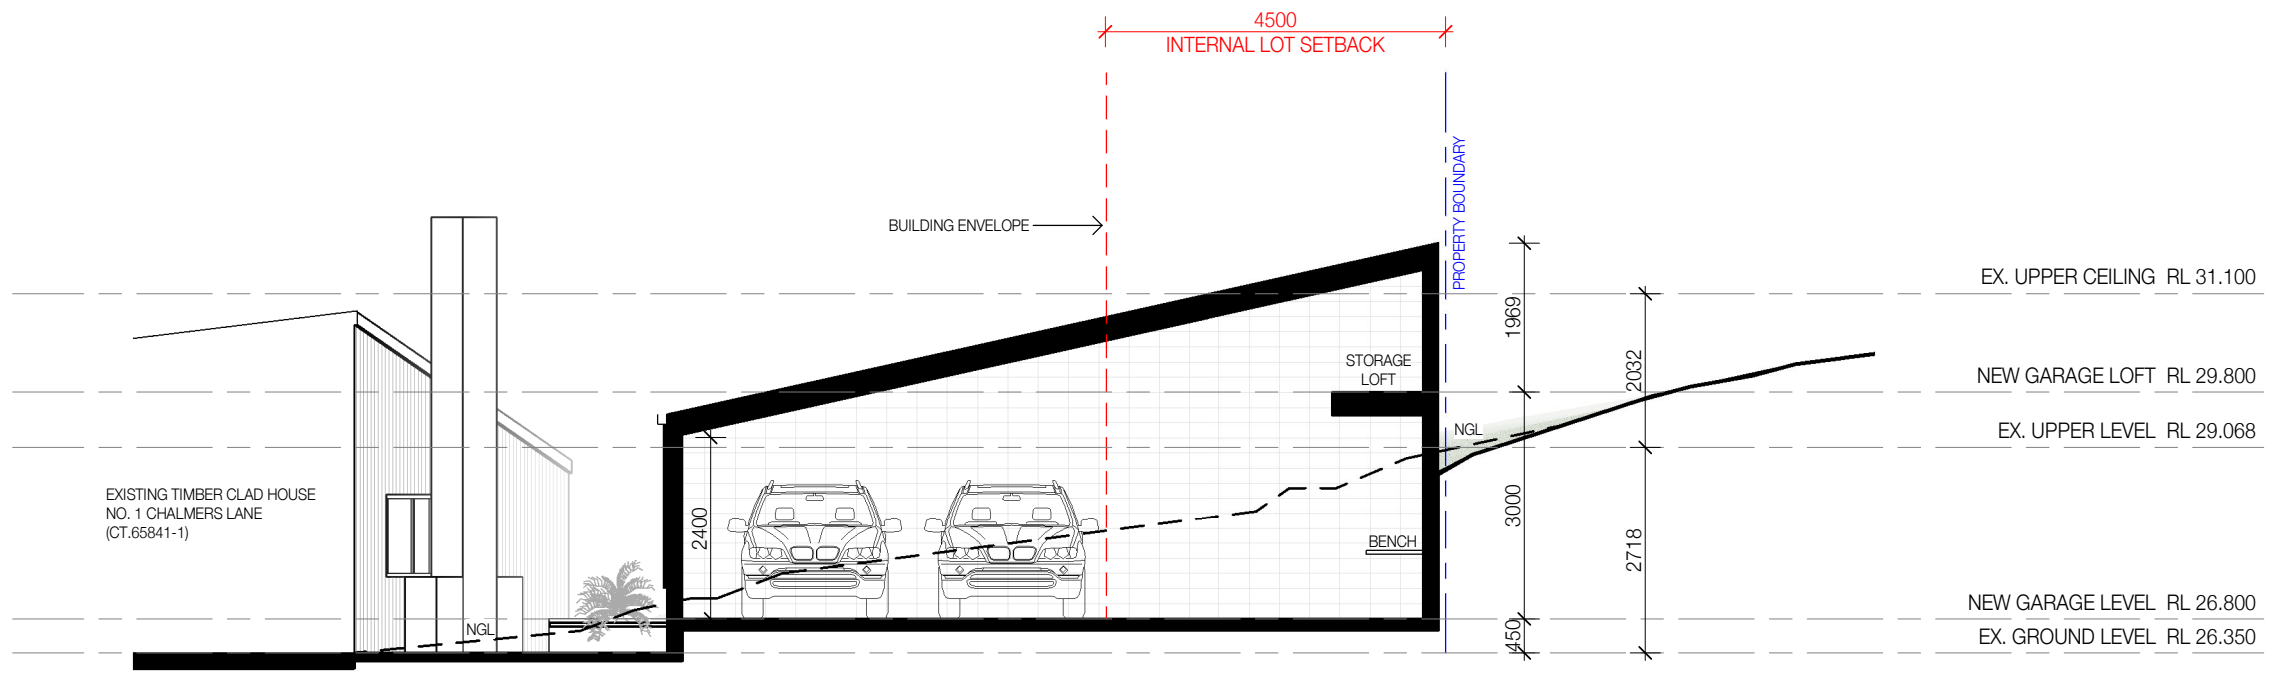 4500
INTERNAL LOT SETBACK
PROPERTY BOUNDARY
BUILDING ENVELOPE
EX. UPPER CEILING RL 31.100
1969
2032
STORAGE
LOFT
NEW GARAGE LOFT RL 29.800
NGL
EX. UPPER LEVEL RL 29.068
EXISTING TIMBER CLAD HOUSE
NO. 1 CHALMERS LANE
(CT.65841-1)
2400
3000
BENCH
2718
NEW GARAGE LEVEL RL 26.800
NGL
450
EX. GROUND LEVEL RL 26.350